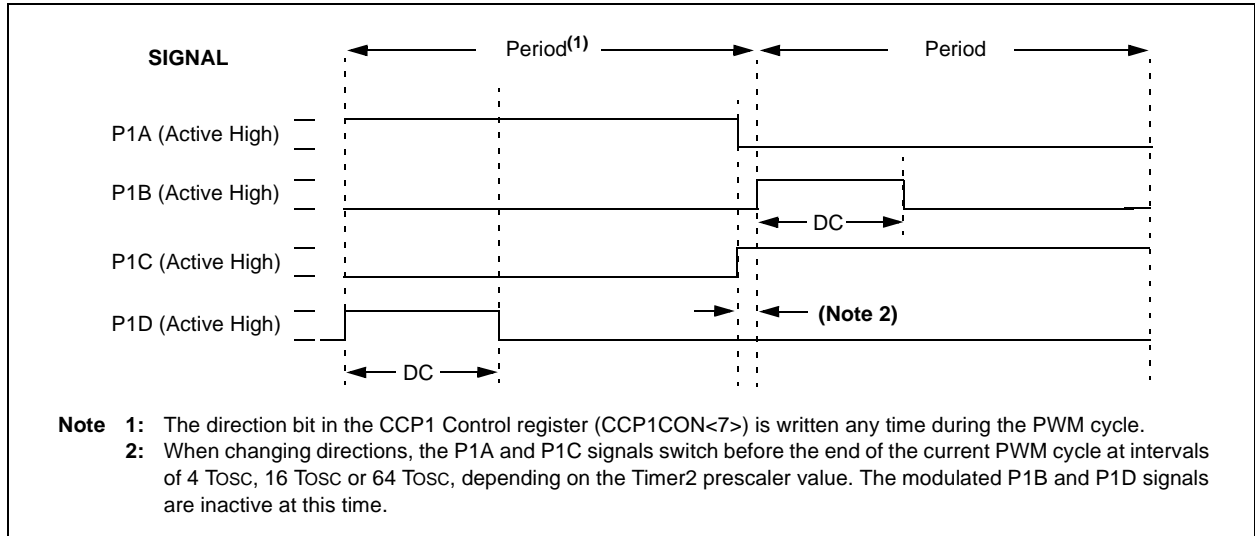 SIGNAL
Period(1)
Period
P1A (Active High)
P1B (Active High)
DC
P1C (Active High)
P1D (Active High)
(Note 2)
DC
Note 1: The direction bit in the CCP1 Control register (CCP1CON<7>) is written any time during the PWM cycle.
2: When changing directions, the P1A and P1C signals switch before the end of the current PWM cycle at intervals
of 4 TOSC, 16 TOSC or 64 TOSC, depending on the Timer2 prescaler value. The modulated P1B and P1D signals
are inactive at this time.